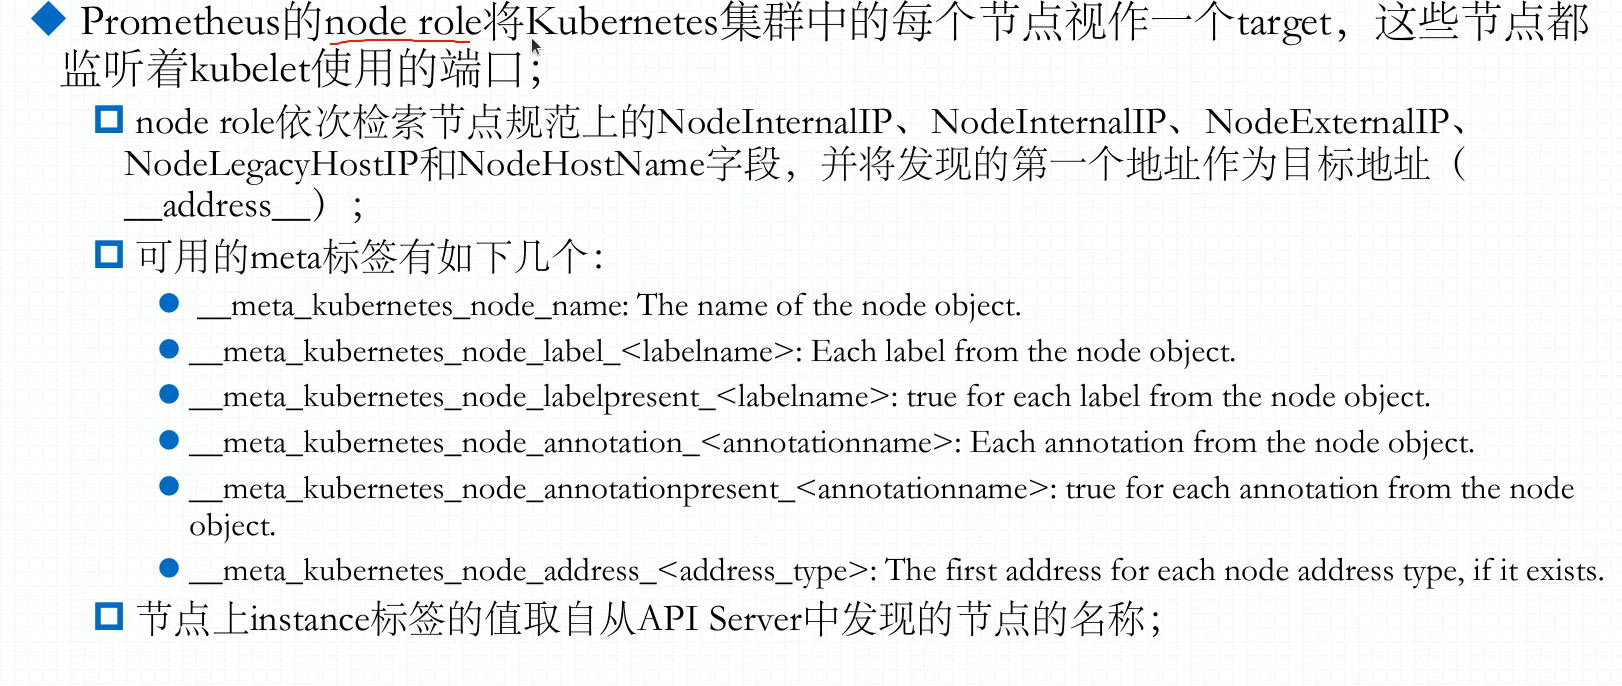 Prometheus的node role将Kubernetes集群中的每个节点视作一个target，这些节点都
监听着kubelet使用的端口；
node role依次检索节点规范上的NodeInternalIP、NodeInternalIP、NodeExternalIP、
NodeLegacyHostIP和NodeHostName字段，并将发现的第一个地址作为目标地址（
__address__）；
可用的meta标签有如下几个：
__meta_kubernetes_node_name: The name of the node object.
__meta_kubernetes_node_label_<labelname>: Each label from the node object.
__meta_kubernetes_node_labelpresent_<labelname>: true for each label from the node object.
__meta_kubernetes_node_annotation_<annotationname>: Each annotation from the node object.
__meta_kubernetes_node_annotationpresent_<annotationname>: true for each annotation from the node
object.
__meta_kubernetes_node_address_<address_type>: The first address for each node address type, if it exists.
节点上instance标签的值取自从API Server中发现的节点的名称；